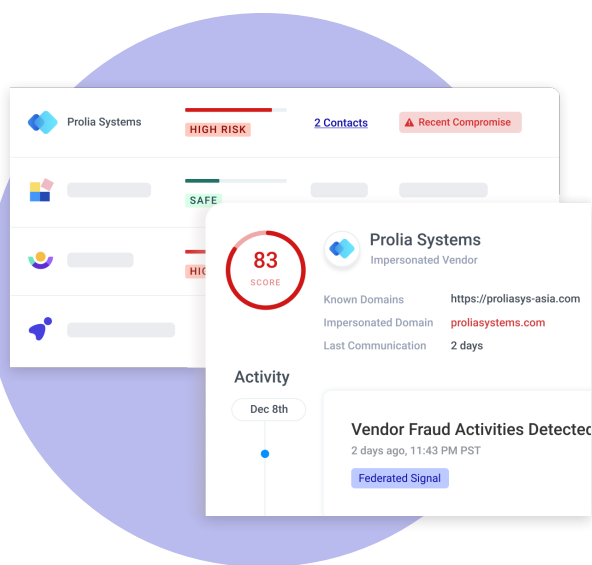 Prolia Systems
HIGH RISK
2 Contacts
Recent Compromise
SAFE
HIG
83
SCORE
Prolia Systems
Impersonated Vendor
Known Domains https://proliasys-asia.com
Impersonated Domain proliasystems.com
Last Communication 2 days
Activity
Dec 8th
Vendor Fraud Activities Detected
2 days ago, 11:43 PM PST
Federated Signal